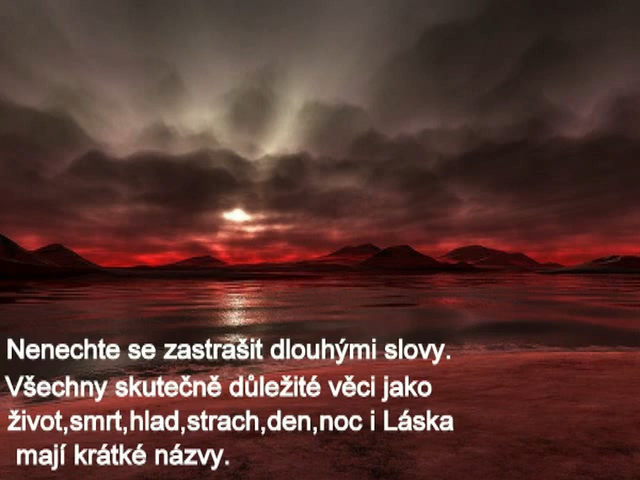 Nenechte se zastrašit dlouhými slovy.
Všechny skutečně důležité věci jako
život,smrt,hlad,strach,den,noc i Láska
mají krátké názvy.